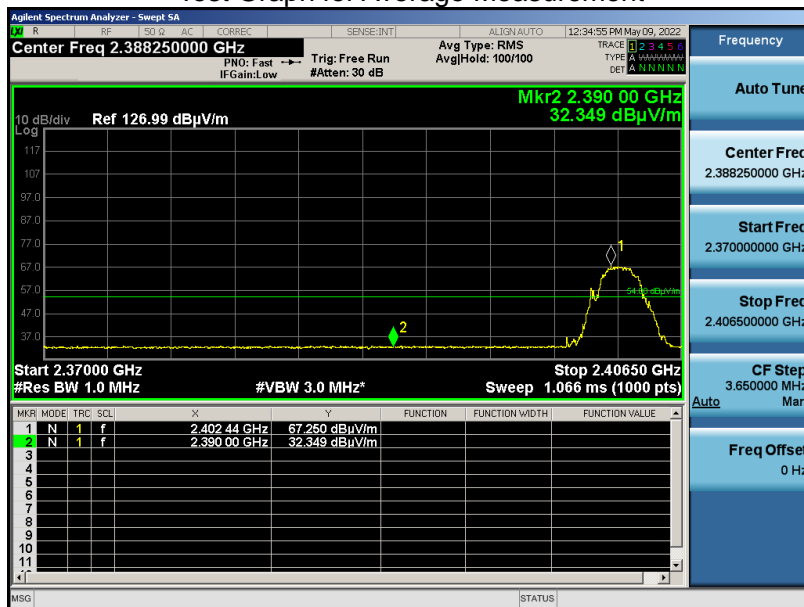 Test Graph for Average Measurement
Agilent Spectrum Analyzer - Swept SA
LXI R RF 50 Ω AC CORREC SENSE:INT ALIGN AUTO 12:34:55 PM May 09, 2022
Center Freq 2.388250000 GHz
PNO: Fast Trig: Free Run
IFGain:Low #Atten: 30 dB
Avg Type: RMS
Avg|Hold: 100/100
TRACE 1 2 3 4 5 6
TYPE A WWWWW
DET A N N N N N
Mkr2 2.390 00 GHz
32.349 dBµV/m
10 dB/div Ref 126.99 dBµV/m
Log
117
107
97.0
87.0
77.0
67.0
57.0
47.0
37.0
1
54.00 dBµV/m
2
Start 2.37000 GHz Stop 2.40650 GHz
#Res BW 1.0 MHz #VBW 3.0 MHz* Sweep 1.066 ms (1000 pts)
MKR MODE TRC SCL X Y FUNCTION FUNCTION WIDTH FUNCTION VALUE
1 N 1 f 2.402 44 GHz 67.250 dBµV/m
2 N 1 f 2.390 00 GHz 32.349 dBµV/m
3
4
5
6
7
8
9
10
11
MSG STATUS
Frequency
Auto Tune
Center Freq
2.388250000 GHz
Start Freq
2.370000000 GHz
Stop Freq
2.406500000 GHz
CF Step
3.650000 MHz
Auto Man
Freq Offset
0 Hz